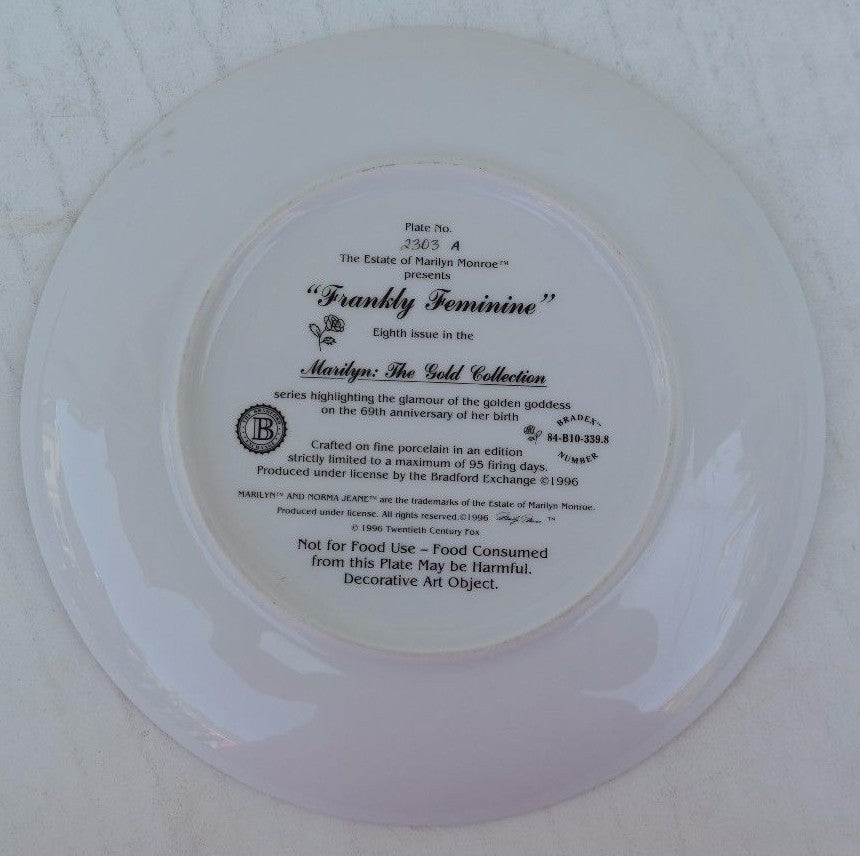 Plate No.
2303 A
The Estate of Marilyn Monroe™
presents
“Frankly Feminine”
Eighth issue in the
Marilyn: The Gold Collection
series highlighting the glamour of the golden goddess
on the 69th anniversary of her birth
B
BRADEX™
84-B10-339.8
NUMBER
Crafted on fine porcelain in an edition
strictly limited to a maximum of 95 firing days.
Produced under license by the Bradford Exchange ©1996
MARILYN™ AND NORMA JEANE™ are the trademarks of the Estate of Marilyn Monroe.
Produced under license. All rights reserved.©1996 ™
© 1996 Twentieth Century Fox
Not for Food Use – Food Consumed
from this Plate May be Harmful.
Decorative Art Object.